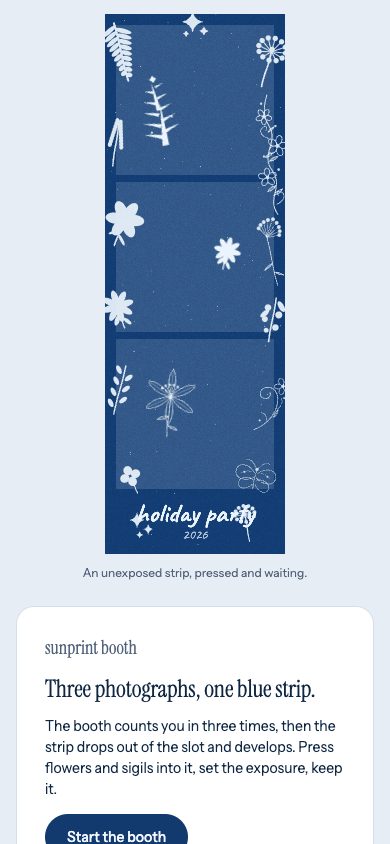 holiday party
2026
An unexposed strip, pressed and waiting.
sunprint booth
Three photographs, one blue strip.
The booth counts you in three times, then the
strip drops out of the slot and develops. Press
flowers and sigils into it, set the exposure, keep
it.
Start the booth